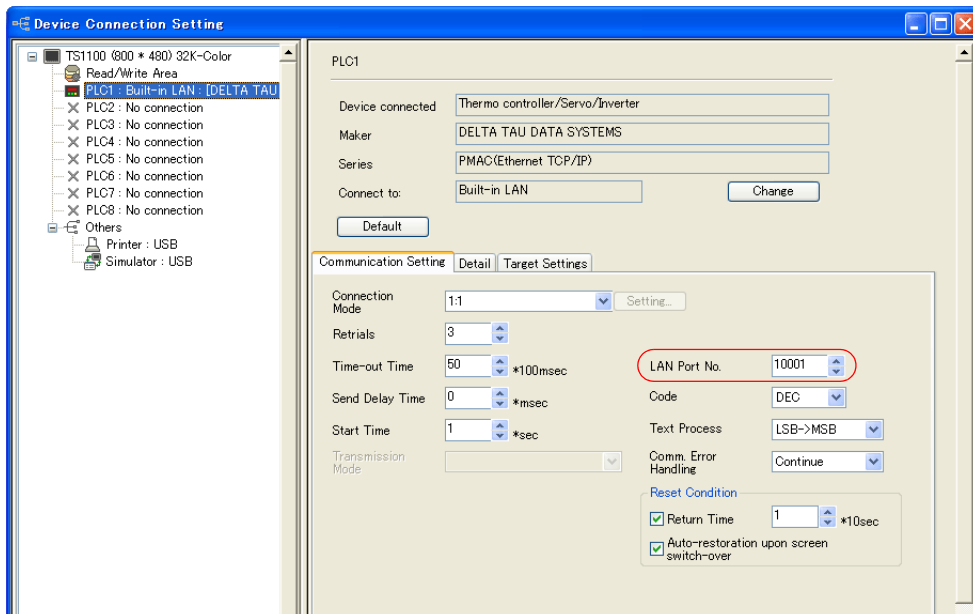 Device Connection Setting
TS1100 (800 * 480) 32K-Color
Read/Write Area
PLC1 : Built-in LAN : [DELTA TAU
PLC2 : No connection
PLC3 : No connection
PLC4 : No connection
PLC5 : No connection
PLC6 : No connection
PLC7 : No connection
PLC8 : No connection
Others
Printer : USB
Simulator : USB
PLC1
Device connected Thermo controller/Servo/Inverter
Maker DELTA TAU DATA SYSTEMS
Series PMAC(Ethernet TCP/IP)
Connect to: Built-in LAN Change
Default
Communication Setting Detail Target Settings
Connection
Mode 1:1 Setting...
Retrials 3
Time-out Time 50 *100msec
Send Delay Time 0 *msec
Start Time 1 *sec
Transmission
Mode
LAN Port No. 10001
Code DEC
Text Process LSB->MSB
Comm. Error
Handling Continue
Reset Condition
Return Time 1 *10sec
Auto-restoration upon screen
switch-over